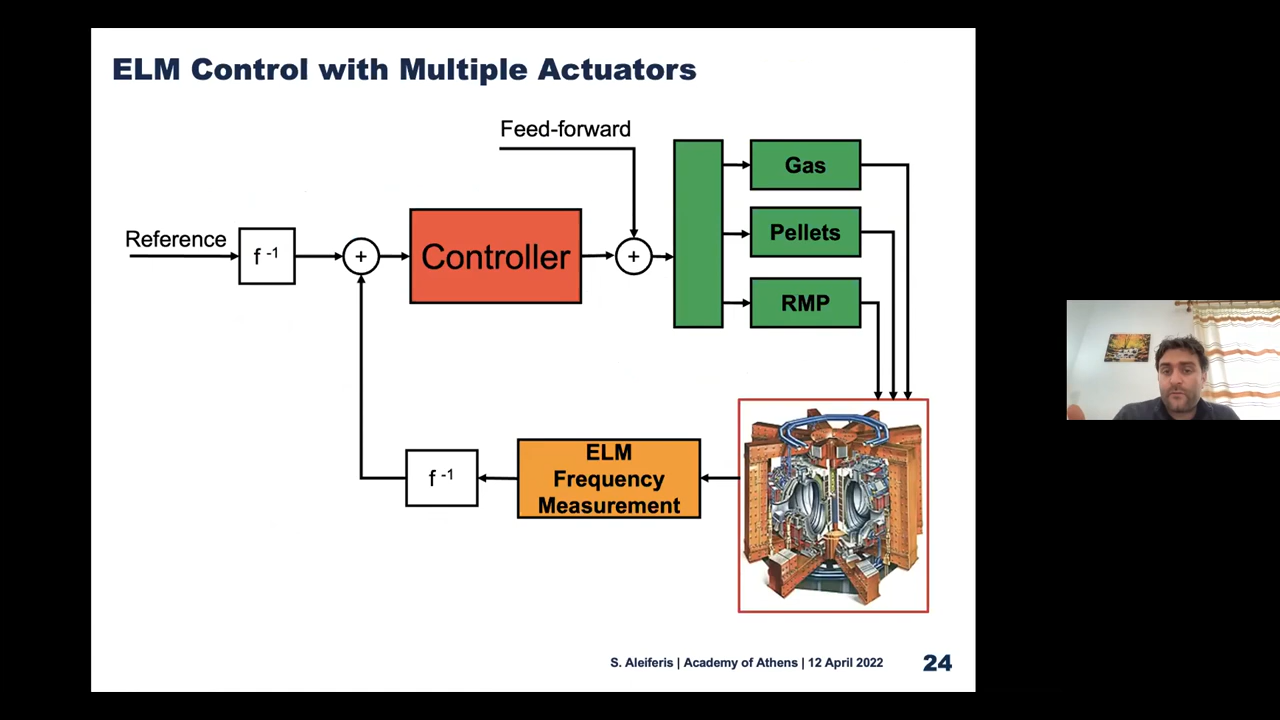 ELM Control with Multiple Actuators
Feed-forward
Gas
Reference
f -1
+
Controller
+
Pellets
RMP
f -1
ELM
Frequency
Measurement
S. Aleiferis | Academy of Athens | 12 April 2022
24